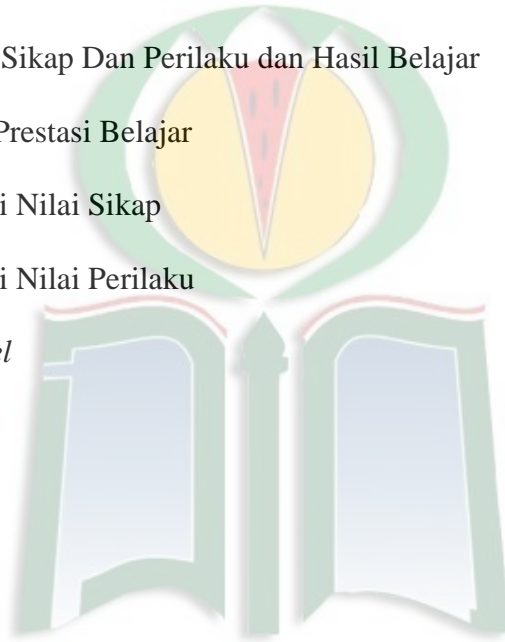 Sikap Dan Perilaku dan Hasil Belajar
Prestasi Belajar
i Nilai Sikap
i Nilai Perilaku
el